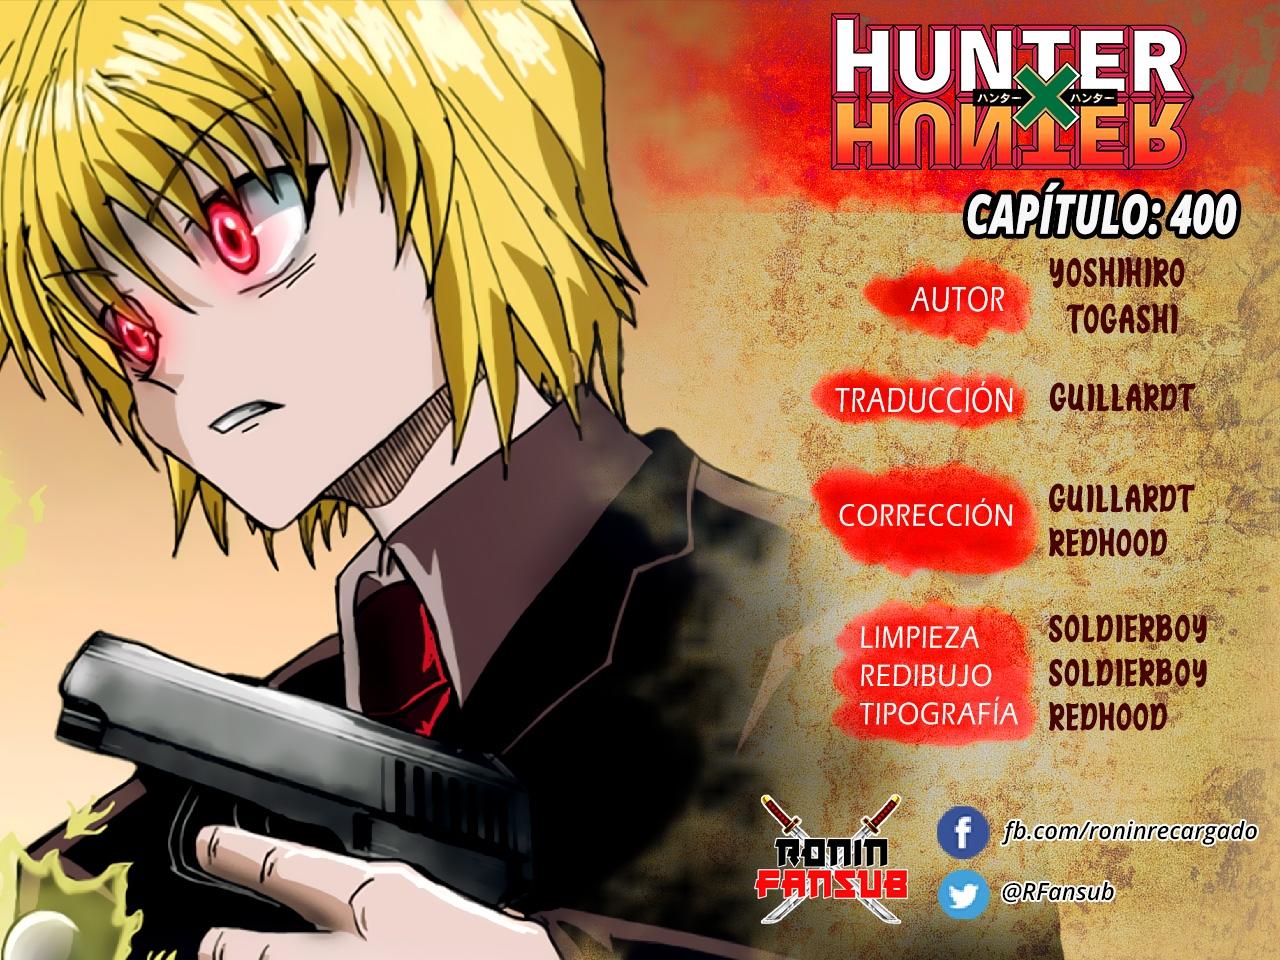 HUNTER
ハンター × ハンター
HUNTER
CAPÍTULO: 400
AUTOR
YOSHIHIRO
TOGASHI
TRADUCCIÓN
GUILLARDT
CORRECCIÓN
GUILLARDT
REDHOOD
LIMPIEZA
SOLDIERBOY
REDIBUJO
SOLDIERBOY
TIPOGRAFÍA
REDHOOD
RONIN
FANSUB
fb.com/roninrecargado
@RFansub